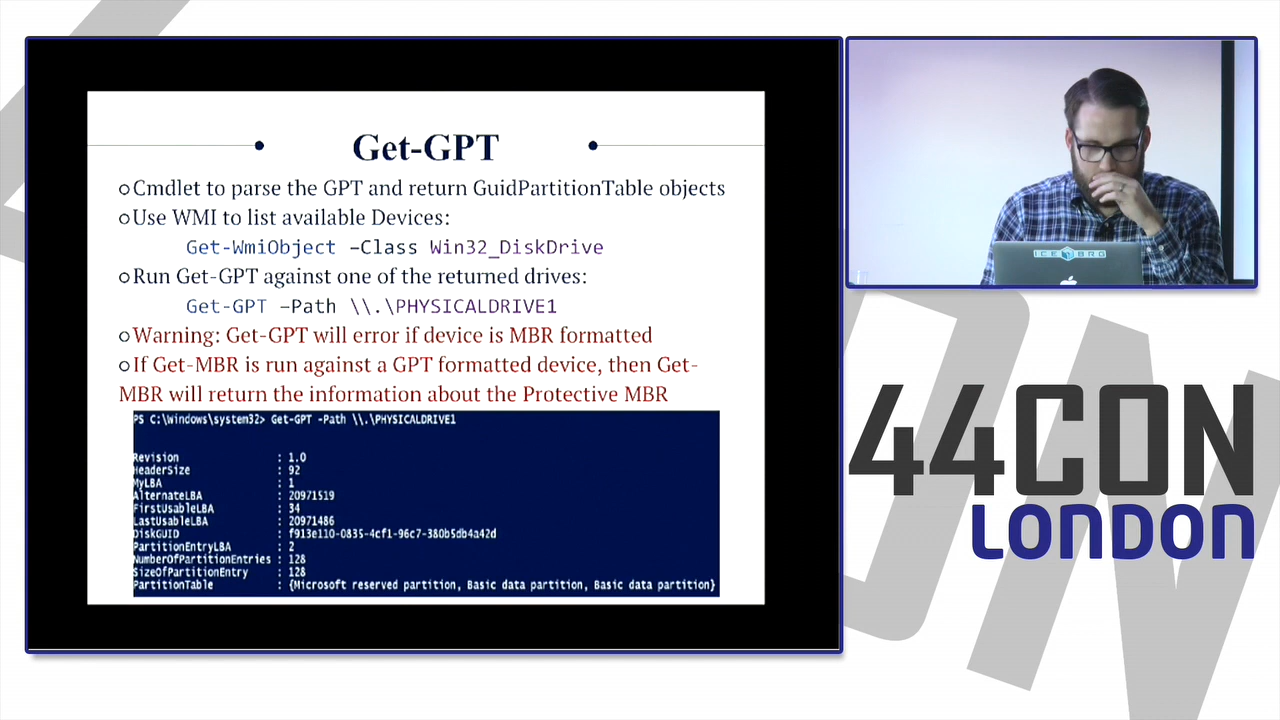 Get-GPT
Cmdlet to parse the GPT and return GuidPartitionTable objects
Use WMI to list available Devices:
Get-WmiObject –Class Win32_DiskDrive
Run Get-GPT against one of the returned drives:
Get-GPT –Path \\.\PHYSICALDRIVE1
Warning: Get-GPT will error if device is MBR formatted
If Get-MBR is run against a GPT formatted device, then Get-
MBR will return the information about the Protective MBR
PS C:\windows\system32> Get-GPT -Path \\.\PHYSICALDRIVE1
Revision : 1.0
HeaderSize : 92
MyLBA : 1
AlternateLBA : 20971519
FirstUsableLBA : 34
LastUsableLBA : 20971486
DiskGUID : f913e110-0835-4cf1-96c7-380b5db4a42d
PartitionEntryLBA : 2
NumberOfPartitionEntries : 128
SizeOfPartitionEntry : 128
PartitionTable : {Microsoft reserved partition, Basic data partition, Basic data partition}
ICEBRG
44CON
LONDON